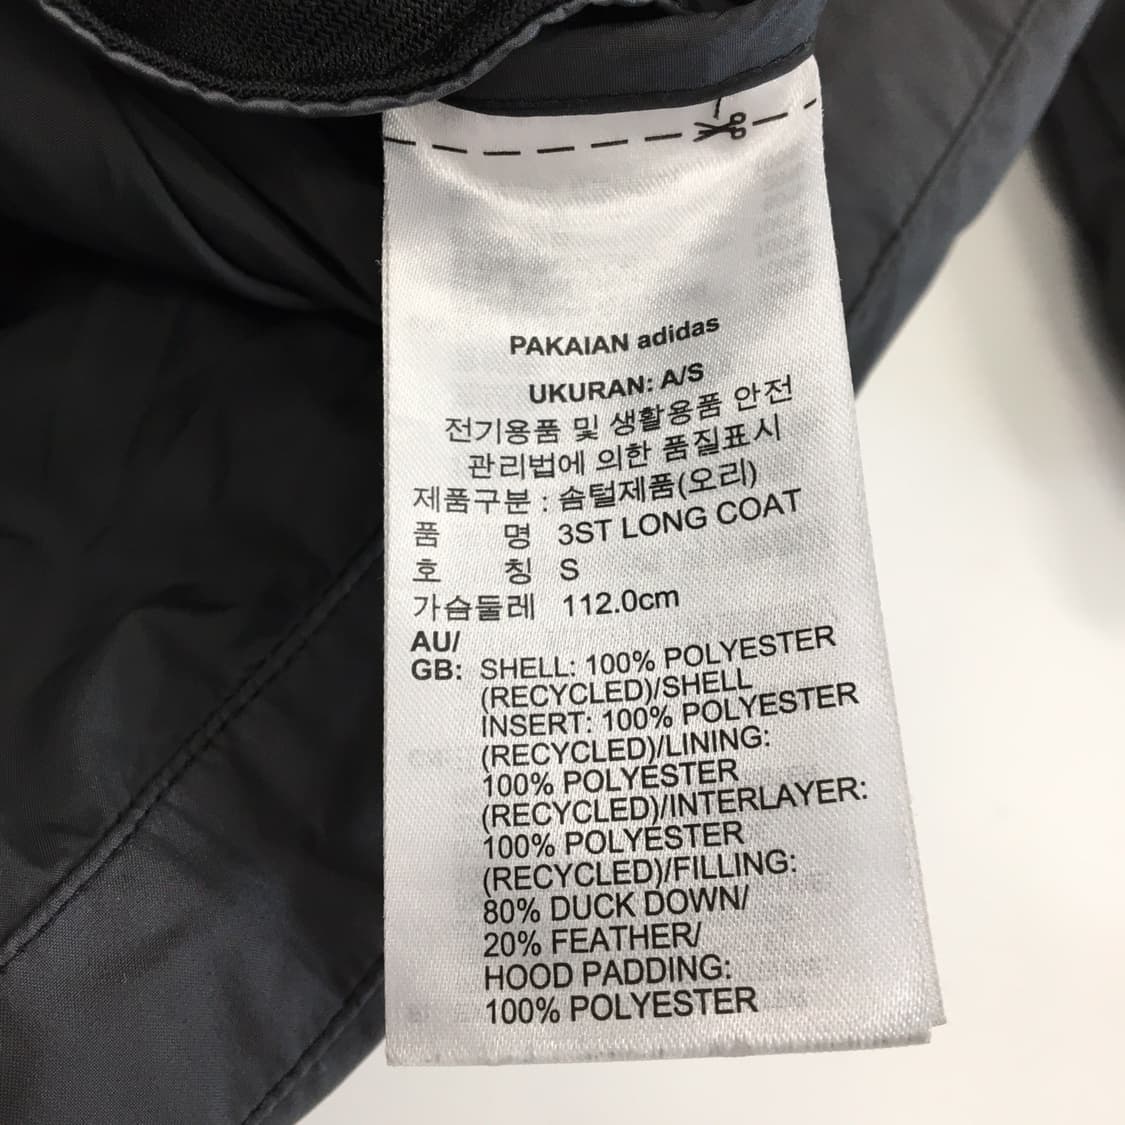 PAKAIAN adidas
UKURAN: A/S
전기용품 및 생활용품 안전
관리법에 의한 품질표시
제품구분 : 솜털제품(오리)
품 명 3ST LONG COAT
호 칭 S
가슴둘레 112.0cm
AU/
GB: SHELL: 100% POLYESTER
(RECYCLED)/SHELL
INSERT: 100% POLYESTER
(RECYCLED)/LINING:
100% POLYESTER
(RECYCLED)/INTERLAYER:
100% POLYESTER
(RECYCLED)/FILLING:
80% DUCK DOWN/
20% FEATHER/
HOOD PADDING:
100% POLYESTER